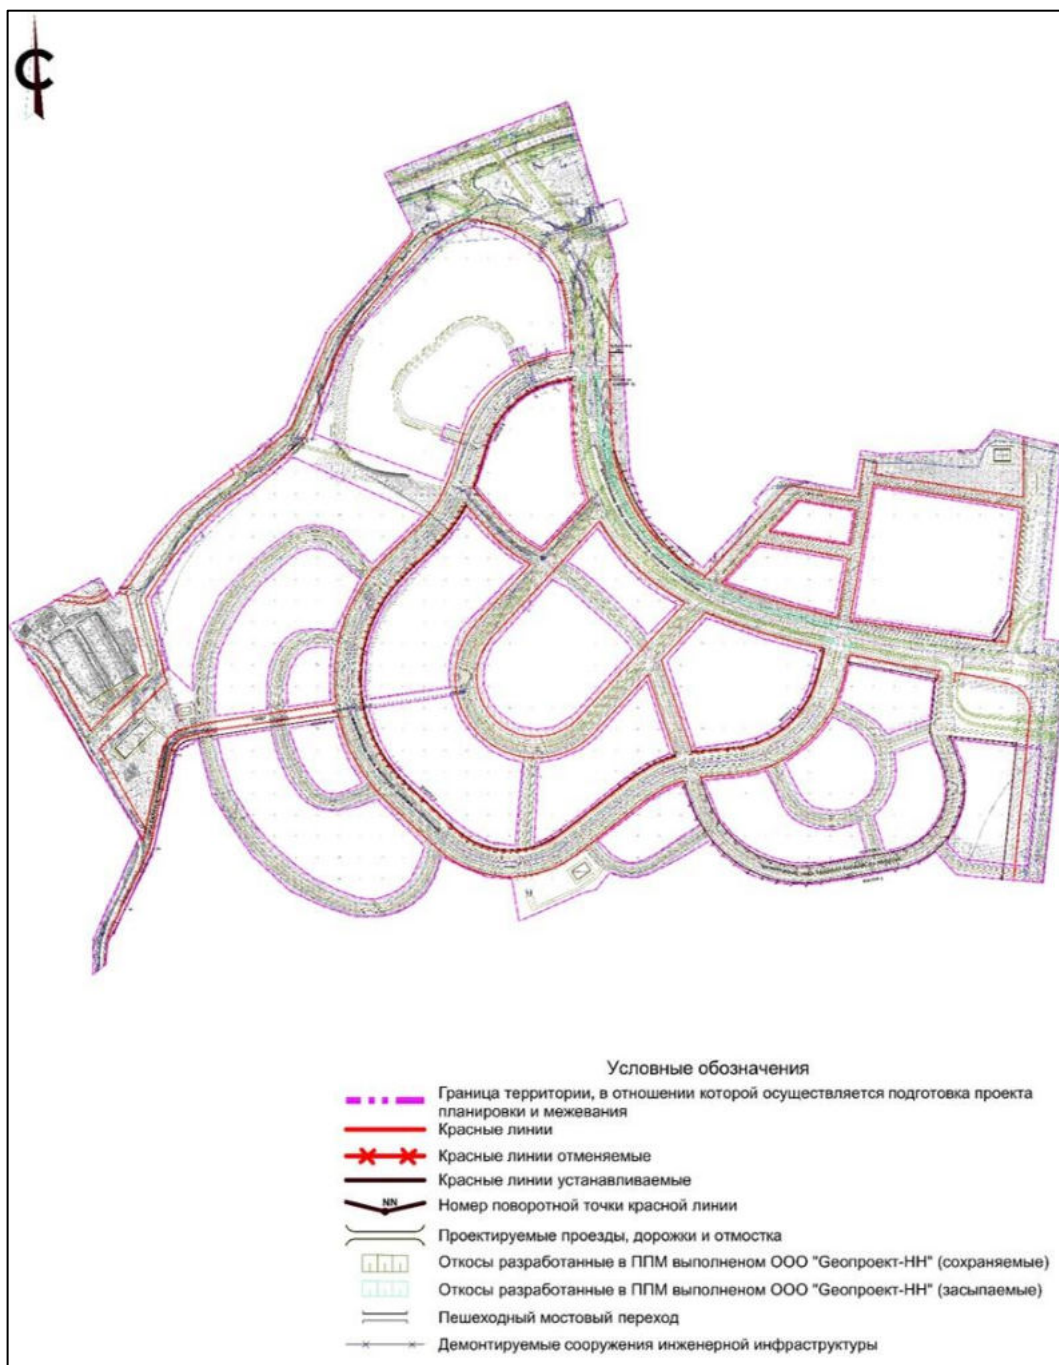 С
Условные обозначения
Граница территории, в отношении которой осуществляется подготовка проекта
планировки и межевания
Красные линии
Красные линии отменяемые
Красные линии устанавливаемые
NN
Номер поворотной точки красной линии
Проектируемые проезды, дорожки и отмостка
Откосы разработанные в ППМ выполненом ООО "Геопроект-НН" (сохраняемые)
Откосы разработанные в ППМ выполненом ООО "Геопроект-НН" (засыпаемые)
Пешеходный мостовый переход
Демонтируемые сооружения инженерной инфраструктуры